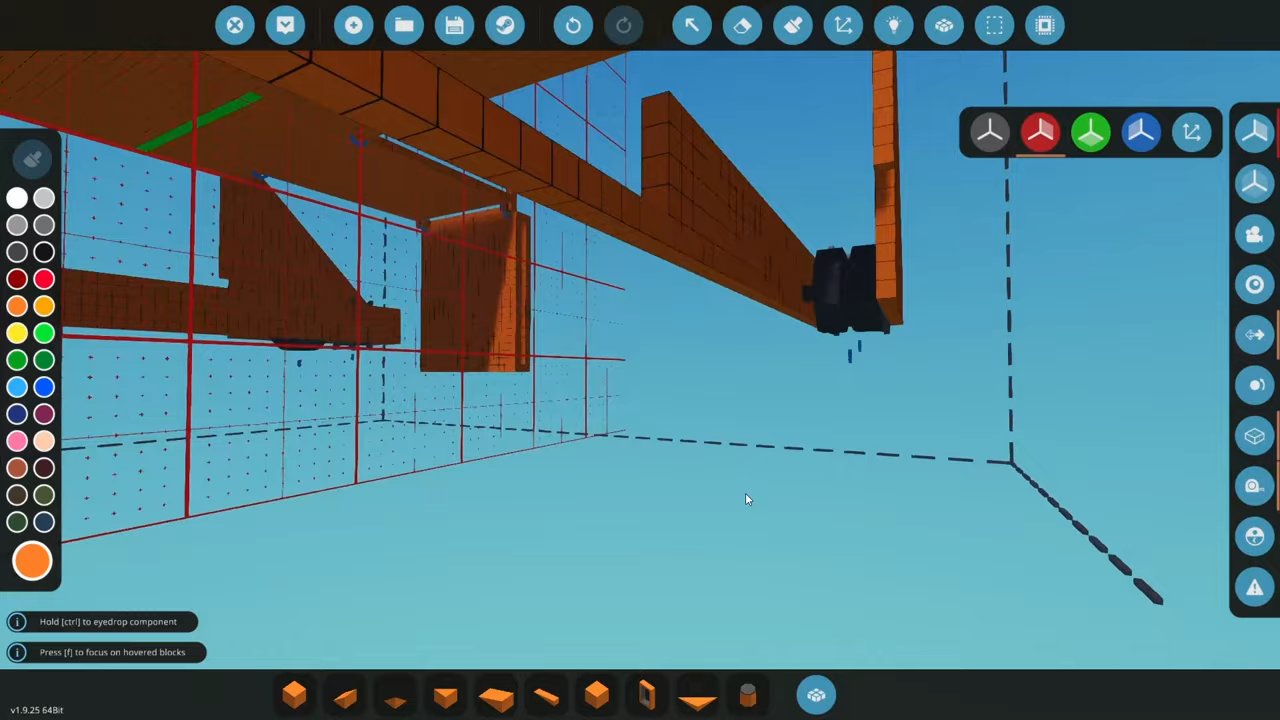 Hold [ctrl] to eyedrop component
Press [f] to focus on hovered blocks
v1.9.25 64Bit